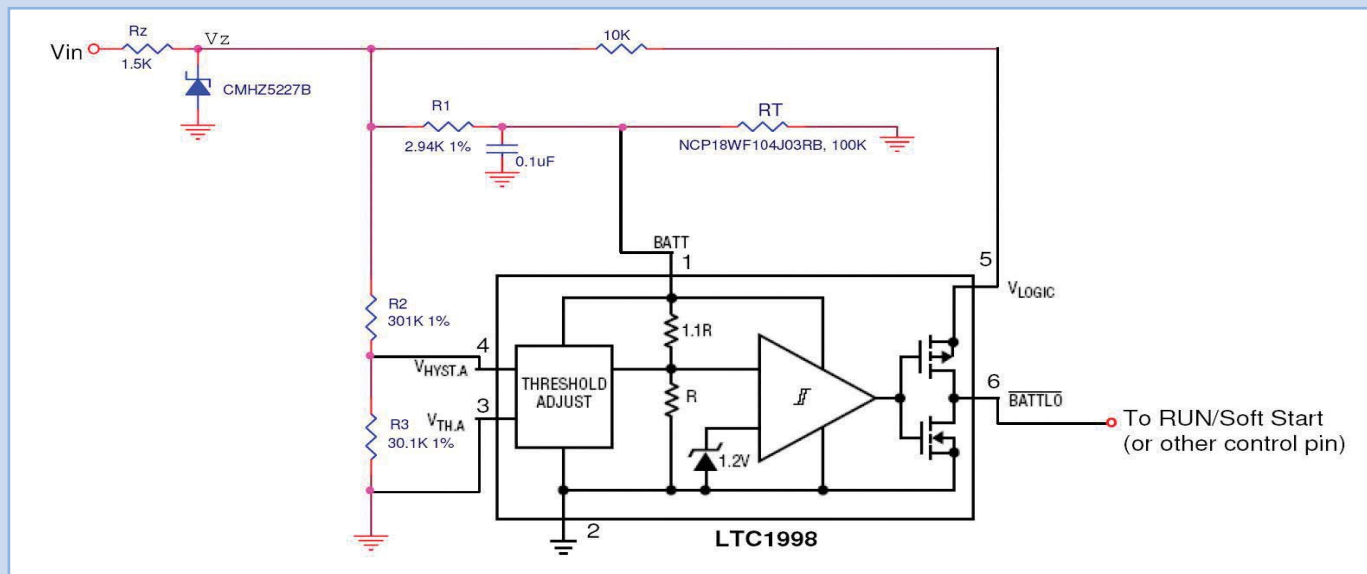 Vin
Rz
1.5K
Vz
CMHZ5227B
10K
R1
2.94K 1%
0.1uF
RT
NCP18WF104J03RB, 100K
BATT
1
5
VLOGIC
R2
301K 1%
4
VHYST.A
THRESHOLD
ADJUST
1.1R
R
1.2V
3
VTH.A
R3
30.1K 1%
6
BATTLO
To RUN/Soft Start
(or other control pin)
2
LTC1998